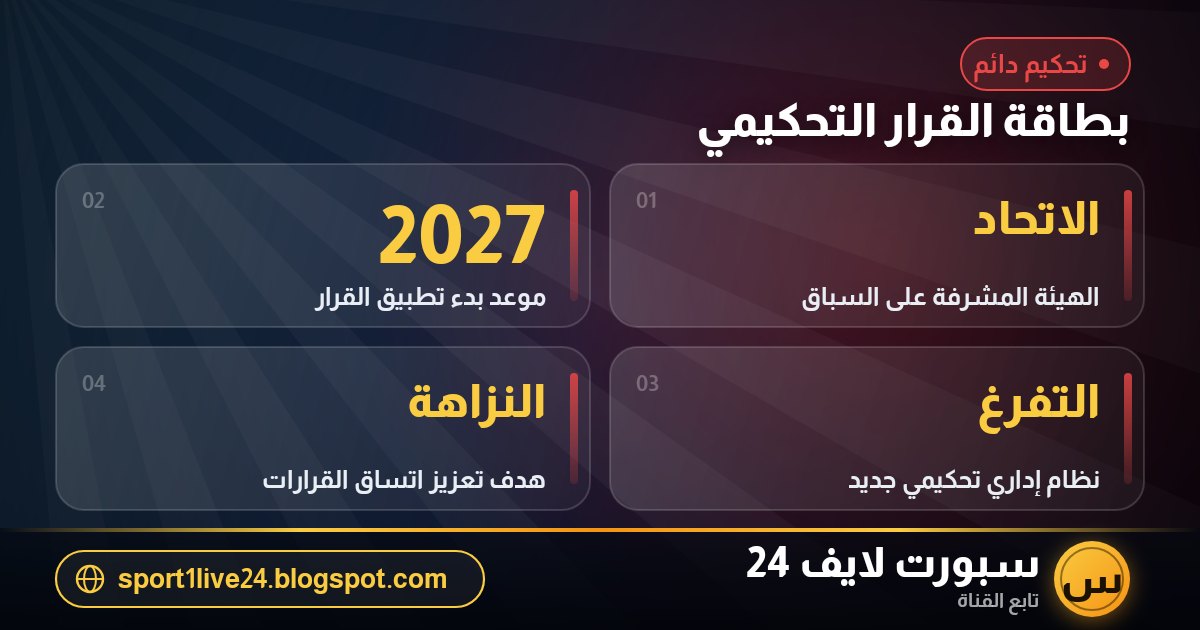 • تحكيم دائم
بطاقة القرار التحكيمي
01
الاتحاد
الهيئة المشرفة على السباق
02
2027
موعد بدء تطبيق القرار
03
التفرغ
نظام إداري تحكيمي جديد
04
النزاهة
هدف تعزيز اتساق القرارات
س
سبورت لايف 24
تابع القناة
sport1live24.blogspot.com